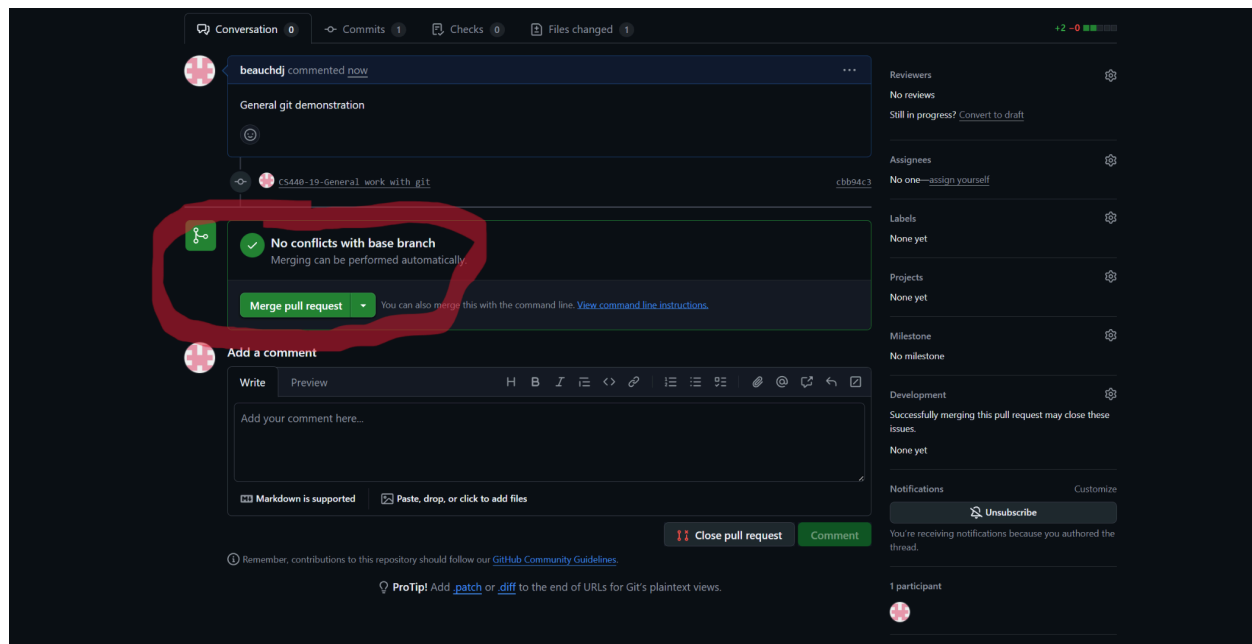 Conversation 0
Commits 1
Checks 0
Files changed 1
+2 −0
beauchdj commented now
General git demonstration
CS440-19-General work with git
cbb94c3
No conflicts with base branch
Merging can be performed automatically.
Merge pull request
You can also merge this with the command line. View command line instructions.
Add a comment
Write
Preview
Add your comment here...
Markdown is supported
Paste, drop, or click to add files
Close pull request
Comment
Remember, contributions to this repository should follow our GitHub Community Guidelines.
ProTip! Add .patch or .diff to the end of URLs for Git's plaintext views.
Reviewers
No reviews
Still in progress? Convert to draft
Assignees
No one—assign yourself
Labels
None yet
Projects
None yet
Milestone
No milestone
Development
Successfully merging this pull request may close these
issues.
None yet
Notifications
Customize
Unsubscribe
You're receiving notifications because you authored the
thread.
1 participant